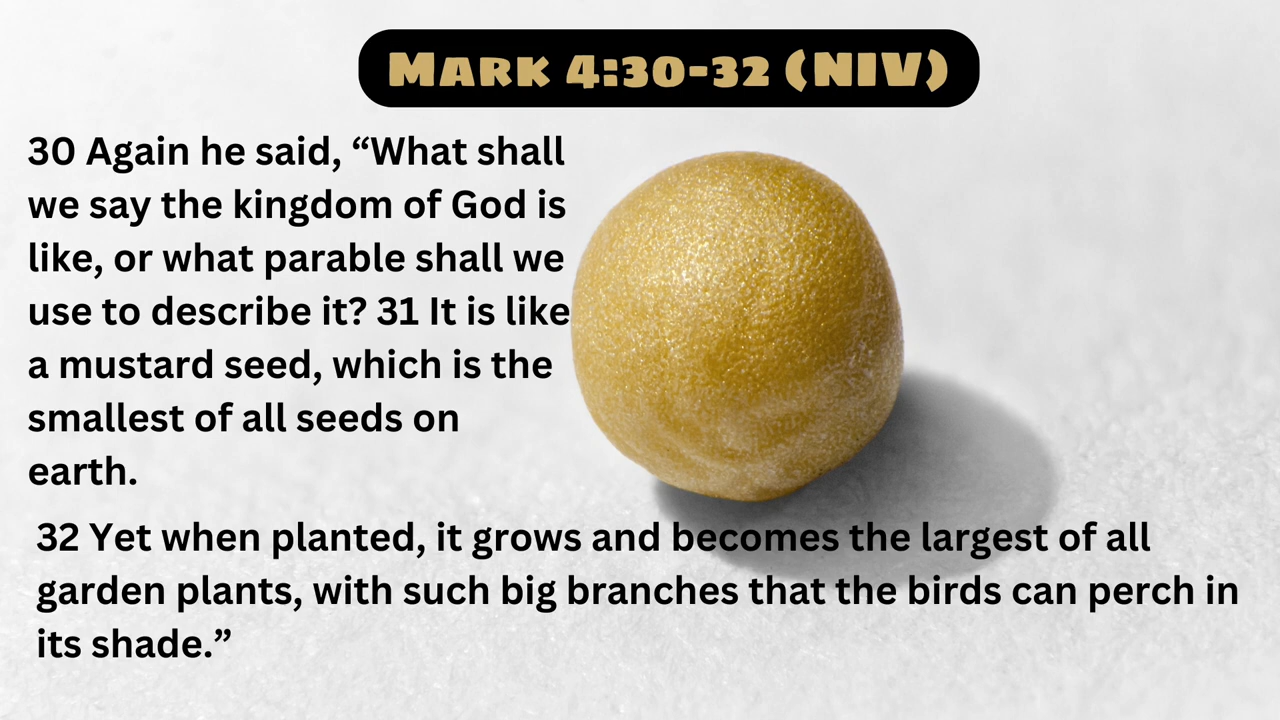 Mark 4:30-32 (NIV)
30 Again he said, “What shall
we say the kingdom of God is
like, or what parable shall we
use to describe it? 31 It is like
a mustard seed, which is the
smallest of all seeds on
earth.
32 Yet when planted, it grows and becomes the largest of all
garden plants, with such big branches that the birds can perch in
its shade.”